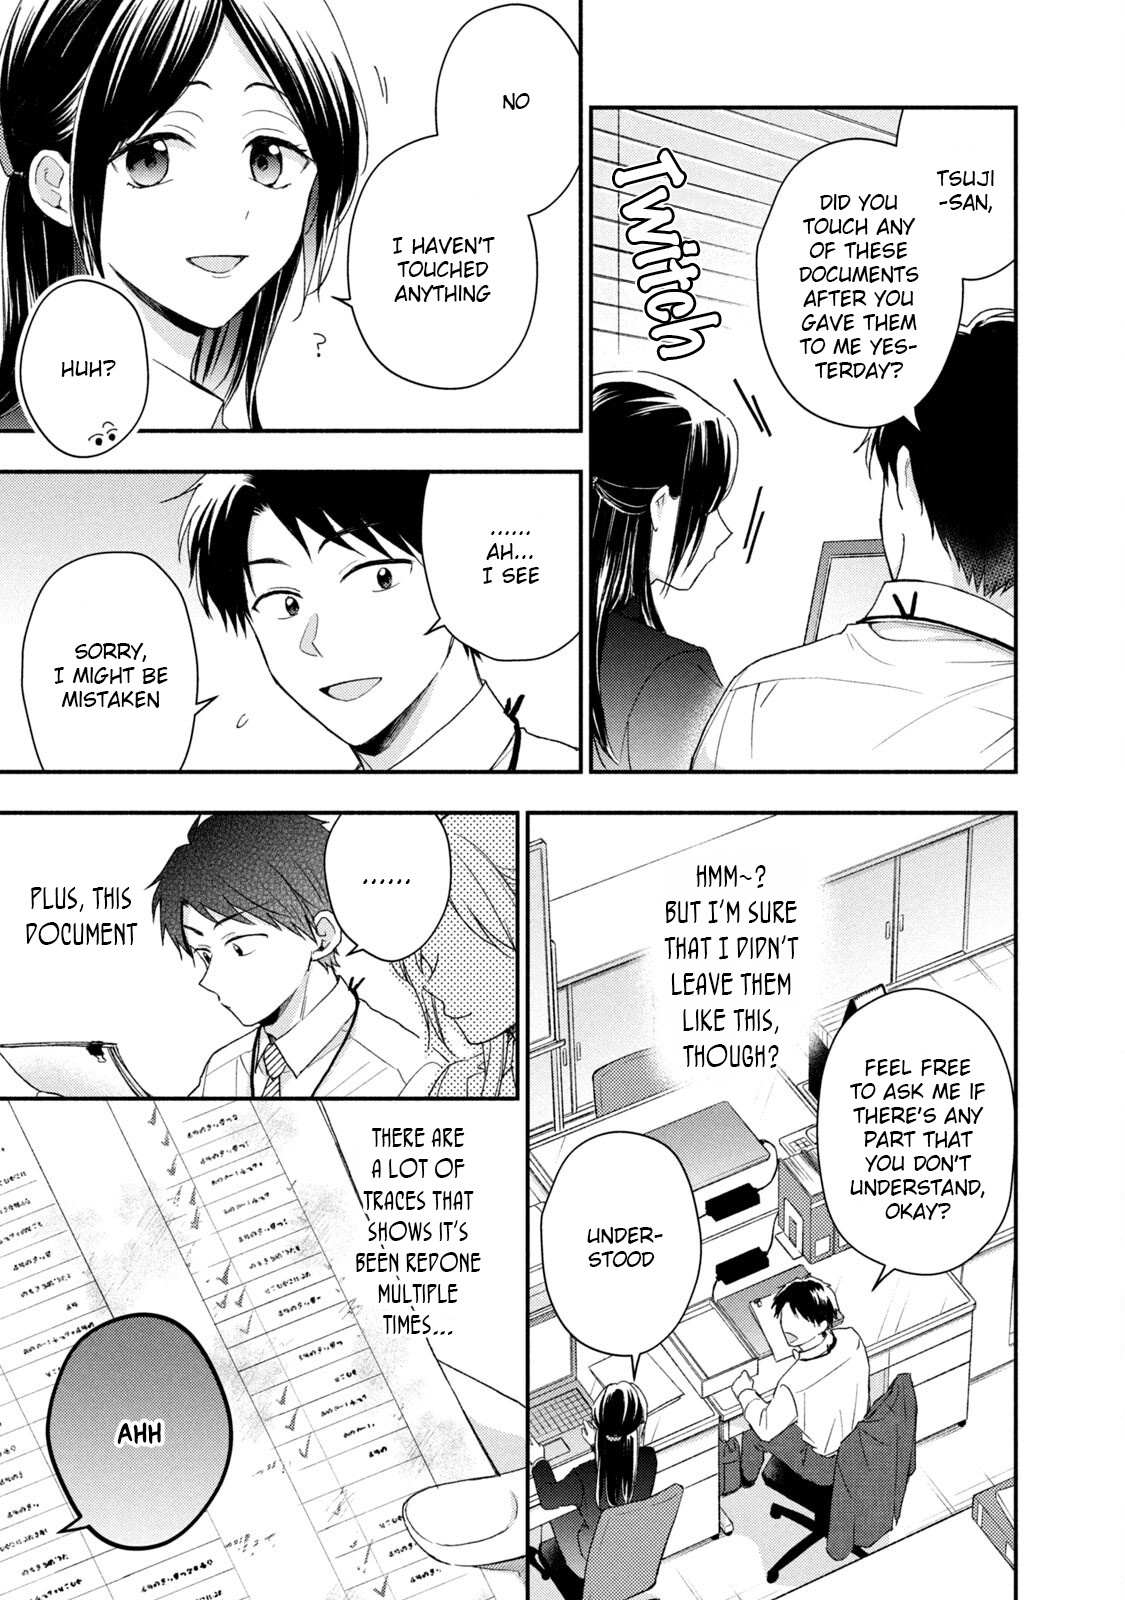 TSUJI
-SAN,
DID YOU
TOUCH ANY
OF THESE
DOCUMENTS
AFTER YOU
GAVE THEM
TO ME YES-
TERDAY?
Twitch
NO
I HAVEN'T
TOUCHED
ANYTHING
?
HUH?
......
AH...
I SEE
SORRY,
I MIGHT BE
MISTAKEN
HMM~?
BUT I'M SURE
THAT I DIDN'T
LEAVE THEM
LIKE THIS,
THOUGH?
FEEL FREE
TO ASK ME IF
THERE'S ANY
PART THAT
YOU DON'T
UNDERSTAND,
OKAY?
UNDER-
STOOD
......
PLUS, THIS
DOCUMENT
THERE ARE
A LOT OF
TRACES THAT
SHOWS IT'S
BEEN REDONE
MULTIPLE
TIMES...
AHH